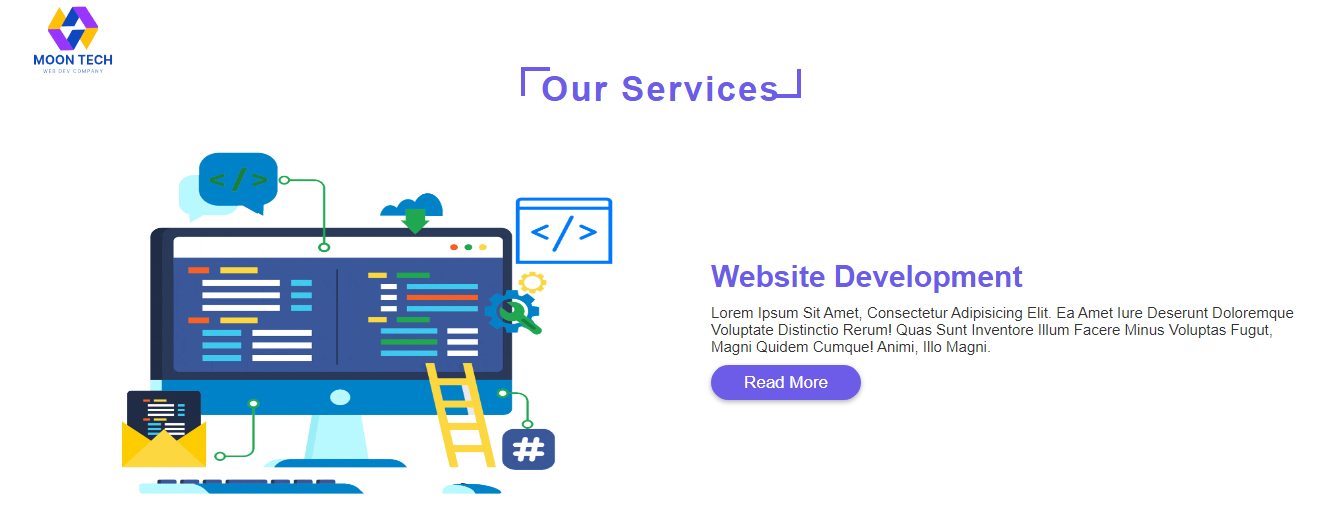 MOON TECH
WEB DEV COMPANY
Our Services
</>
</>
Website Development
Lorem Ipsum Sit Amet, Consectetur Adipisicing Elit. Ea Amet Iure Deserunt Doloremque
Voluptate Distinctio Rerum! Quas Sunt Inventore Illum Facere Minus Voluptas Fugut,
Magni Quidem Cumque! Animi, Illo Magni.
Read More
#